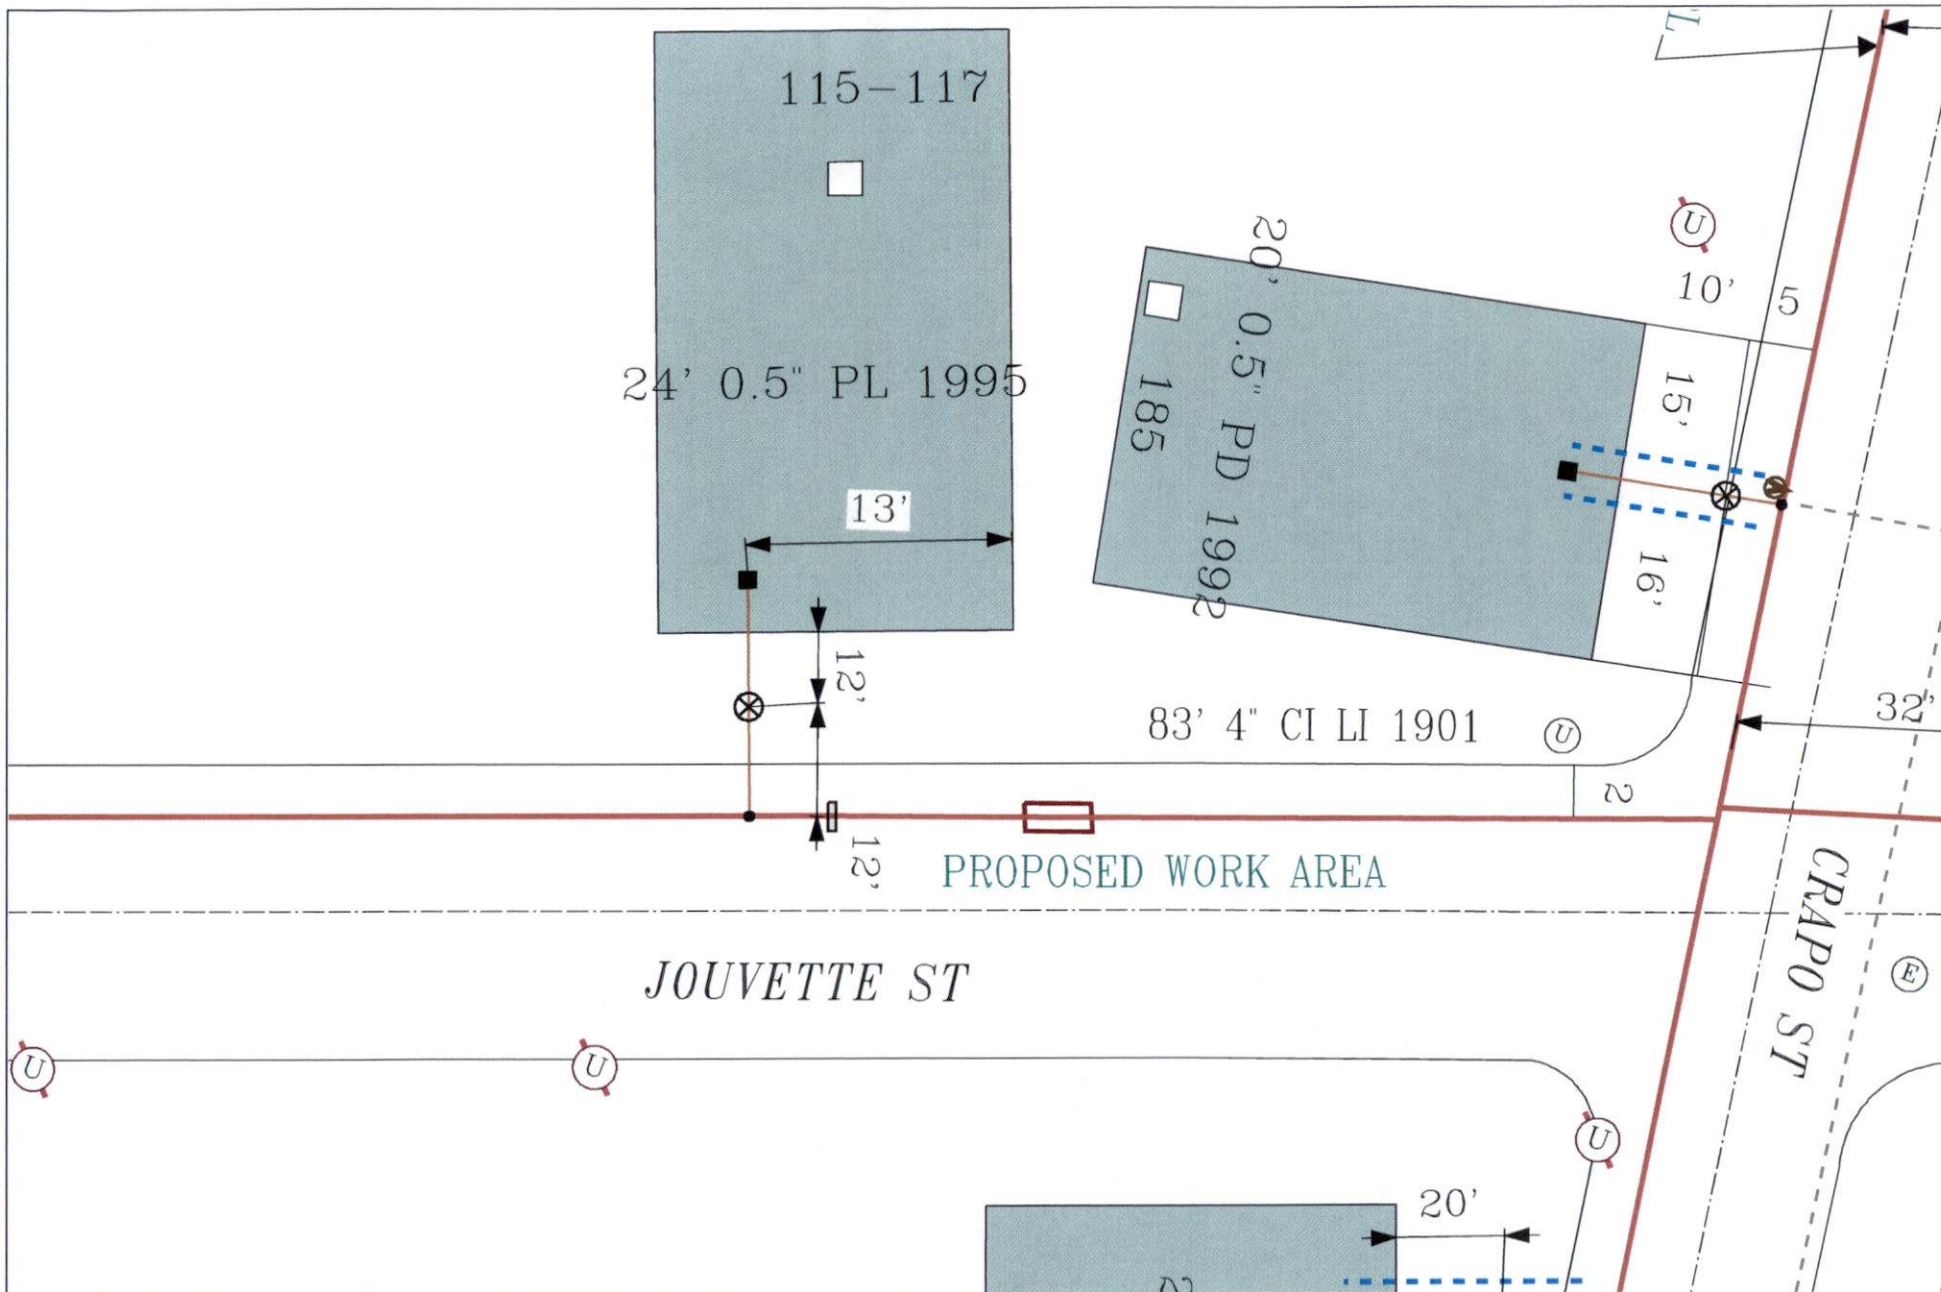 115-117
L
U
10'
5
20' 0.5" PD 1992
185
24' 0.5" PL 1995
15'
13'
16'
12'
83' 4" CI LI 1901
U
32'
2
12'
PROPOSED WORK AREA
CRAPO ST
JOUVETTE ST
E
U
U
U
20'
2